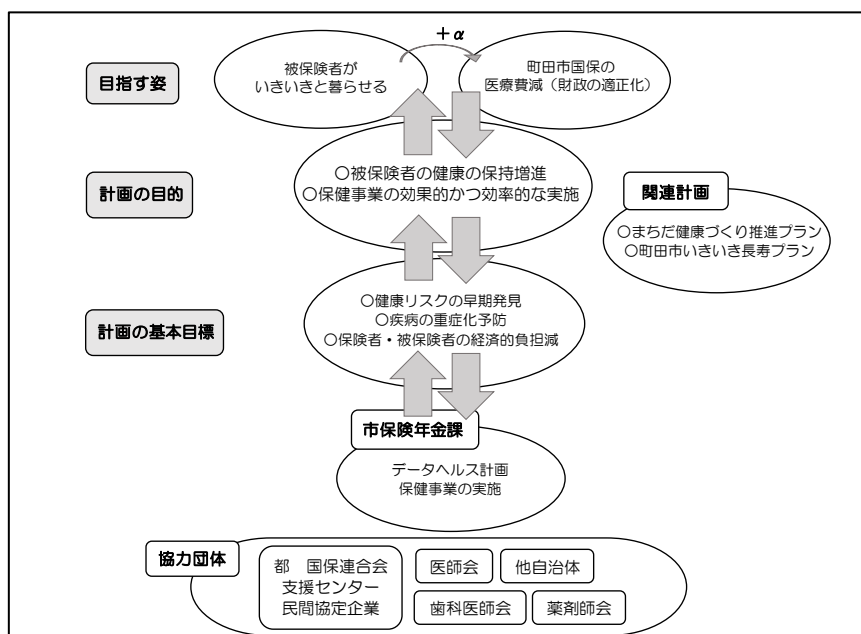 ＋α
目指す姿
被保険者が
いきいきと暮らせる
町田市国保の
医療費減（財政の適正化）
計画の目的
○被保険者の健康の保持増進
○保健事業の効果的かつ効率的な実施
関連計画
○まちだ健康づくり推進プラン
○町田市いきいき長寿プラン
計画の基本目標
○健康リスクの早期発見
○疾病の重症化予防
○保険者・被保険者の経済的負担減
市保険年金課
データヘルス計画
保健事業の実施
協力団体
都　国保連合会
支援センター
民間協定企業
医師会
他自治体
歯科医師会
薬剤師会